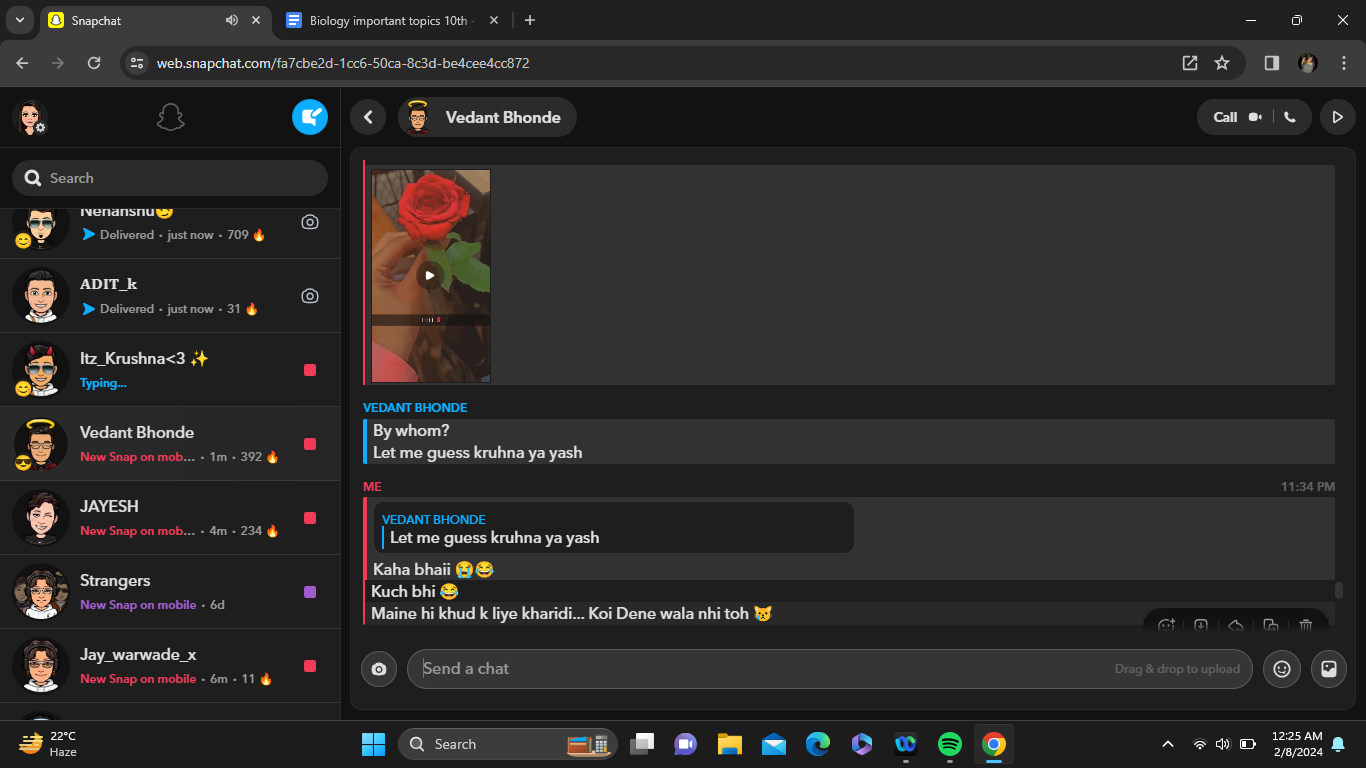 Snapchat
Biology important topics 10th -
web.snapchat.com/fa7cbe2d-1cc6-50ca-8c3d-be4cee4cc872
Vedant Bhonde
Call
Search
Nehanshu
Delivered · just now · 709 🔥
ADIT_k
Delivered · just now · 31 🔥
Itz_Krushna<3 ✨
Typing...
Vedant Bhonde
New Snap on mob... · 1m · 392 🔥
JAYESH
New Snap on mob... · 4m · 234 🔥
Strangers
New Snap on mobile · 6d
Jay_warwade_x
New Snap on mobile · 6m · 11 🔥
VEDANT BHONDE
By whom?
Let me guess kruhna ya yash
ME 11:34 PM
VEDANT BHONDE
Let me guess kruhna ya yash
Kaha bhaii 😭😂
Kuch bhi 😂
Maine hi khud k liye kharidi... Koi Dene wala nhi toh 😿
Send a chat
Drag & drop to upload
22°C
Haze
Search
12:25 AM
2/8/2024